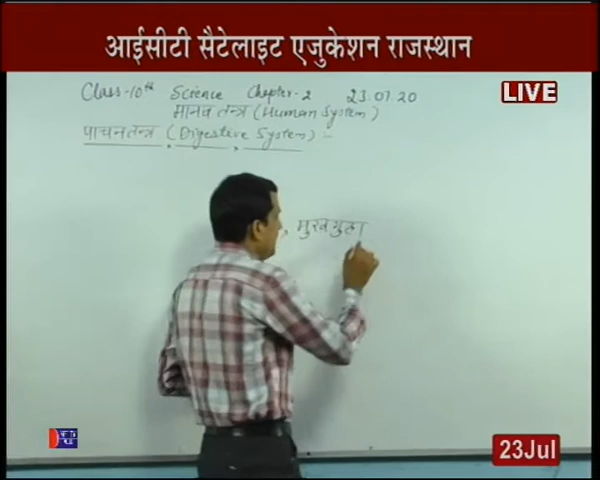 आईसीटी सैटेलाइट एजुकेशन राजस्थान
LIVE
Class-10th Science Chapter-2 23.07.20
मानव तन्त्र (Human System)
पाचनतन्त्र (Digestive System) :-
, मुखगुहा
23Jul